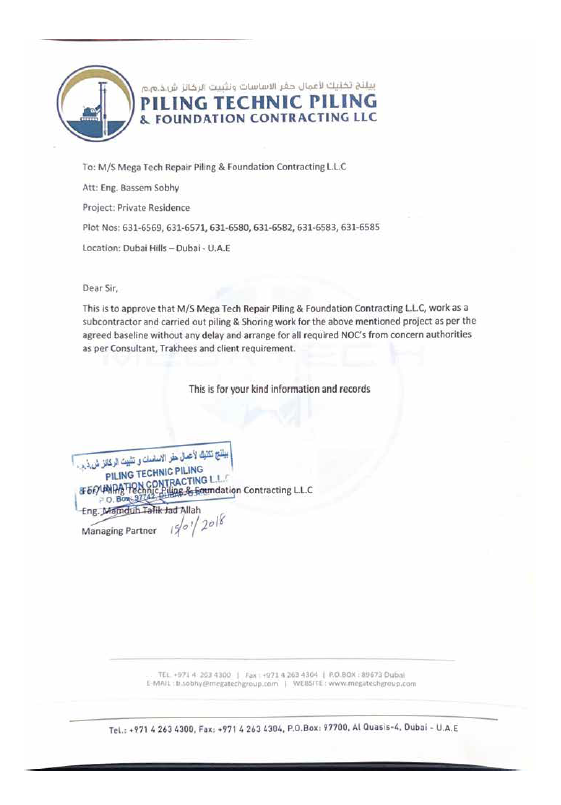 بيلنج تكنيك لأعمال حفر الاساسات وتثبيت الركائز ش.ذ.م.م
PILING TECHNIC PILING
& FOUNDATION CONTRACTING LLC
To: M/S Mega Tech Repair Piling & Foundation Contracting L.L.C
Att: Eng. Bassem Sobhy
Project: Private Residence
Plot Nos: 631-6569, 631-6571, 631-6580, 631-6582, 631-6583, 631-6585
Location: Dubai Hills – Dubai - U.A.E
Dear Sir,
This is to approve that M/S Mega Tech Repair Piling & Foundation Contracting L.L.C, work as a
subcontractor and carried out piling & Shoring work for the above mentioned project as per the
agreed baseline without any delay and arrange for all required NOC's from concern authorities
as per Consultant, Trakhees and client requirement.
This is for your kind information and records
بيلنج تكنيك لأعمال حفر الاساسات و تثبيت الركائز ش.ذ.م.م
PILING TECHNIC PILING
& FOUNDATION CONTRACTING L.L.C
P.O. Box: 97742, DUBAI
For/ Piling Technic Piling & Foundation Contracting L.L.C
Eng. Mamduh Tafik Jad Allah
Managing Partner 15/01/2018
TEL: +971 4 263 4300 | Fax: +971 4 263 4304 | P.O.BOX : 89673 Dubai
E-MAIL : B.sobhy@megatechgroup.com | WEBSITE : www.megatechgroup.com
Tel.: +971 4 263 4300, Fax: +971 4 263 4304, P.O.Box: 97700, Al Quasis-4, Dubai - U.A.E